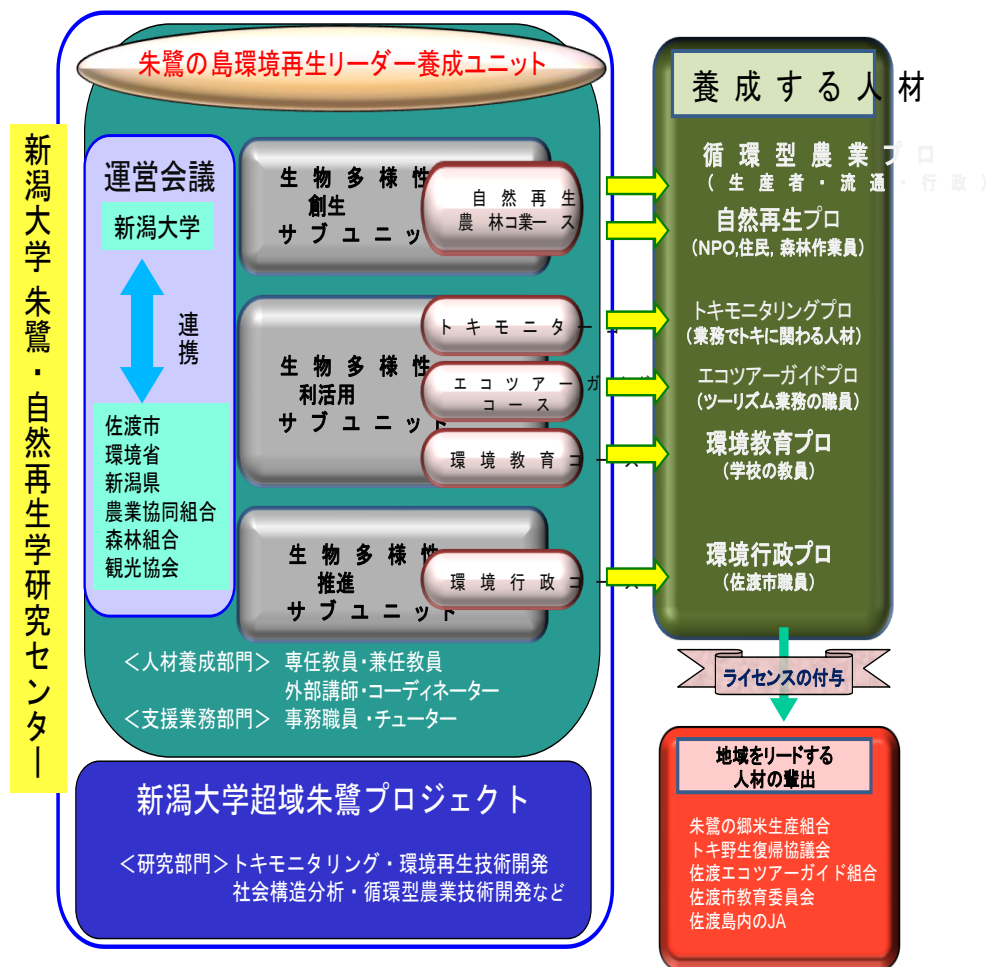 新潟大学 朱鷺・自然再生学研究センター
朱鷺の島環境再生リーダー養成ユニット
運営会議
新潟大学
連携
佐渡市
環境省
新潟県
農業協同組合
森林組合
観光協会
生物多様性
創生
サブユニット
自然再生
農林業コース
生物多様性
利活用
サブユニット
トキモニター
エコツアーガイド
コース
環境教育コース
生物多様性
推進
サブユニット
環境行政コース
<人材養成部門> 専任教員・兼任教員
外部講師・コーディネーター
<支援業務部門> 事務職員・チューター
新潟大学超域朱鷺プロジェクト
<研究部門>トキモニタリング・環境再生技術開発
社会構造分析・循環型農業技術開発など
養成する人材
循環型農業プロ
(生産者・流通・行政)
自然再生プロ
(NPO,住民, 森林作業員)
トキモニタリングプロ
(業務でトキに関わる人材)
エコツアーガイドプロ
(ツーリズム業務の職員)
環境教育プロ
(学校の教員)
環境行政プロ
(佐渡市職員)
ライセンスの付与
地域をリードする
人材の輩出
朱鷺の郷米生産組合
トキ野生復帰協議会
佐渡エコツアーガイド組合
佐渡市教育委員会
佐渡島内のJA